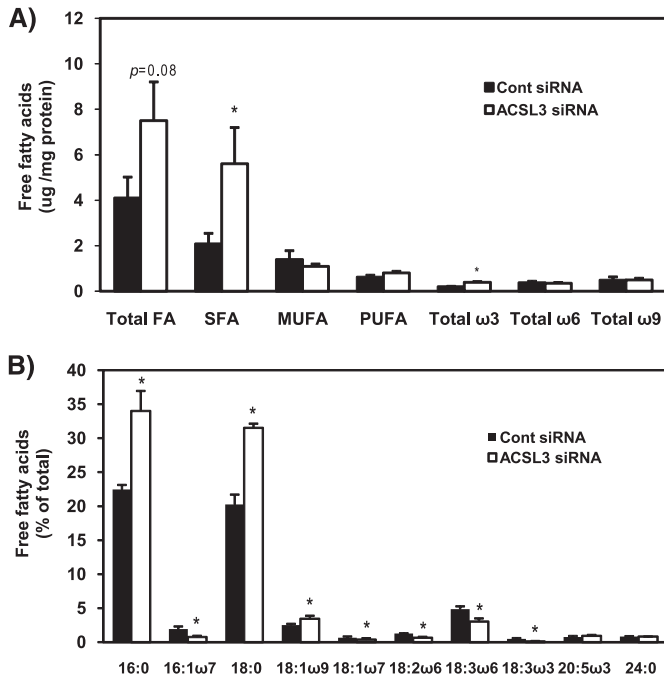 A)
Free fatty acids
(ug /mg protein)
12
10
8
6
4
2
0
p=0.08
*
*
Cont siRNA
ACSL3 siRNA
Total FA SFA MUFA PUFA Total ω3 Total ω6 Total ω9
B)
Free fatty acids
(% of total)
40
35
30
25
20
15
10
5
0
*
*
*
*
*
*
*
*
Cont siRNA
ACSL3 siRNA
16:0 16:1ω7 18:0 18:1ω9 18:1ω7 18:2ω6 18:3ω6 18:3ω3 20:5ω3 24:0